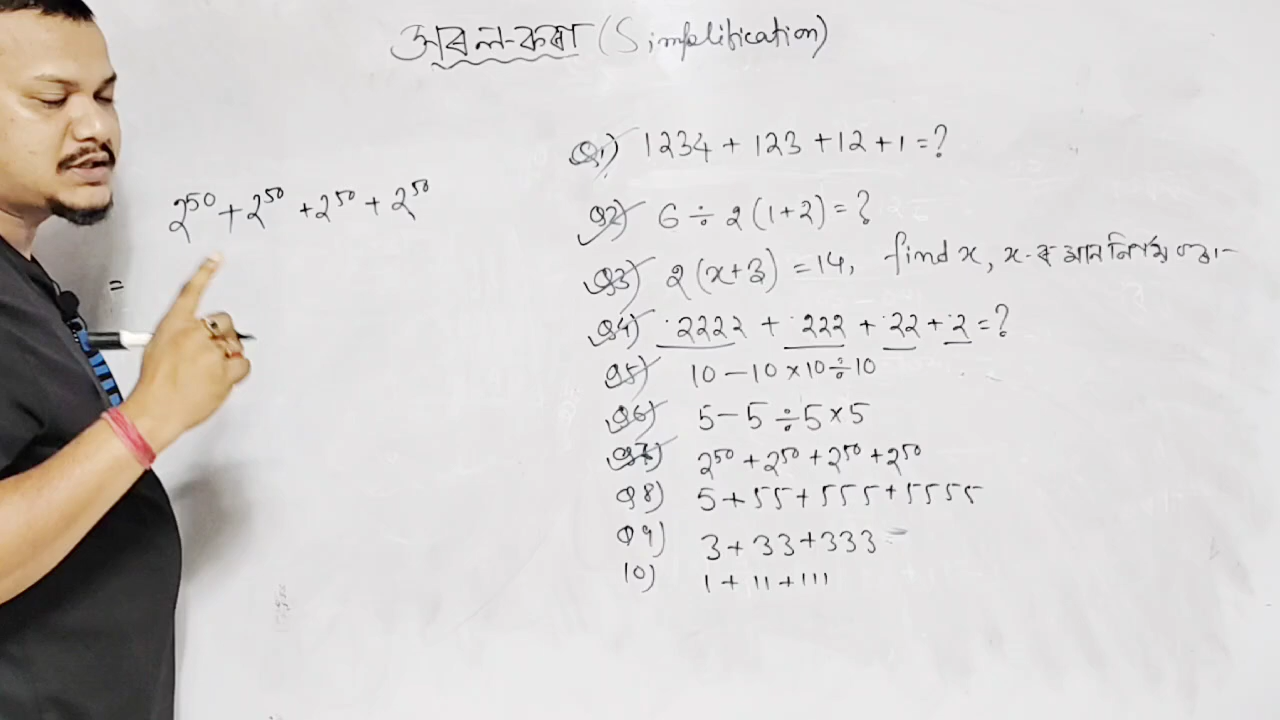 সৰল-কৰা (Simplification)
2⁵⁰ + 2⁵⁰ + 2⁵⁰ + 2⁵⁰
=
Q1) 1234 + 123 + 12 + 1 = ?
Q2) 6 ÷ 2 (1+2) = ?
Q3) 2 (x+3) = 14, find x, x-ৰ মান নিৰ্ণয় কৰা-
Q4) 2222 + 222 + 22 + 2 = ?
Q5) 10 - 10 × 10 ÷ 10
Q6) 5 - 5 ÷ 5 × 5
Q7) 2⁵⁰ + 2⁵⁰ + 2⁵⁰ + 2⁵⁰
Q8) 5 + 55 + 555 + 5555
Q9) 3 + 33 + 333 =
10) 1 + 11 + 111